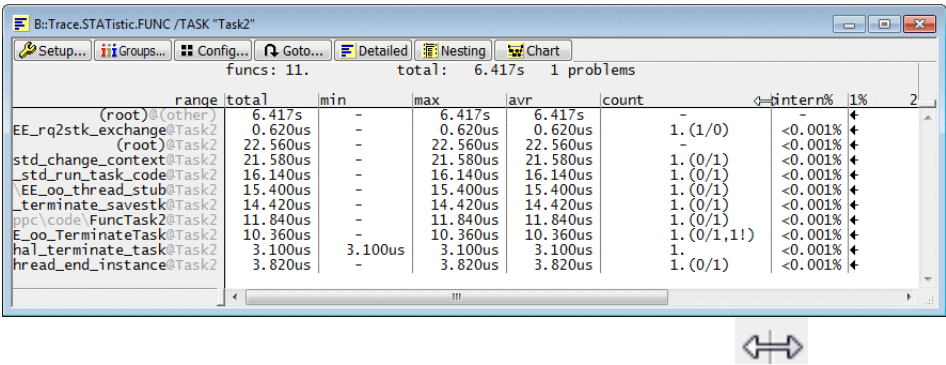 B::Trace.STATistic.FUNC /TASK "Task2"
Setup... Groups... Config... Goto... Detailed Nesting Chart
funcs: 11. total: 6.417s 1 problems
range total min max avr count intern% 1% 2
(root)@(other) 6.417s - 6.417s 6.417s - -
EE_rq2stk_exchange@Task2 0.620us - 0.620us 0.620us 1.(1/0) <0.001%
(root)@Task2 22.560us - 22.560us 22.560us - <0.001%
std_change_context@Task2 21.580us - 21.580us 21.580us 1.(0/1) <0.001%
_std_run_task_code@Task2 16.140us - 16.140us 16.140us 1.(0/1) <0.001%
\EE_oo_thread_stub@Task2 15.400us - 15.400us 15.400us 1.(0/1) <0.001%
_terminate_savestk@Task2 14.420us - 14.420us 14.420us 1.(0/1) <0.001%
ppc\code\FuncTask2@Task2 11.840us - 11.840us 11.840us 1.(0/1) <0.001%
E_oo_TerminateTask@Task2 10.360us - 10.360us 10.360us 1.(0/1,1!) <0.001%
hal_terminate_task@Task2 3.100us 3.100us 3.100us 3.100us 1. <0.001%
hread_end_instance@Task2 3.820us - 3.820us 3.820us 1.(0/1) <0.001%